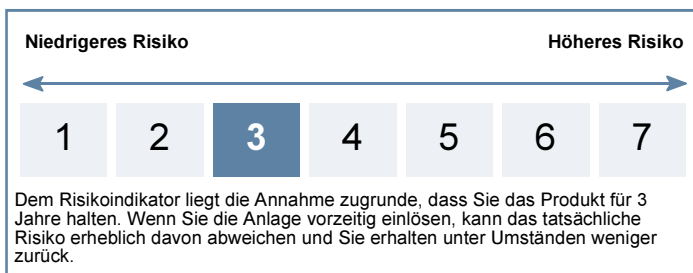 Niedrigeres Risiko Höheres Risiko
1 2 3 4 5 6 7
Dem Risikoindikator liegt die Annahme zugrunde, dass Sie das Produkt für 3
Jahre halten. Wenn Sie die Anlage vorzeitig einlösen, kann das tatsächliche
Risiko erheblich davon abweichen und Sie erhalten unter Umständen weniger
zurück.